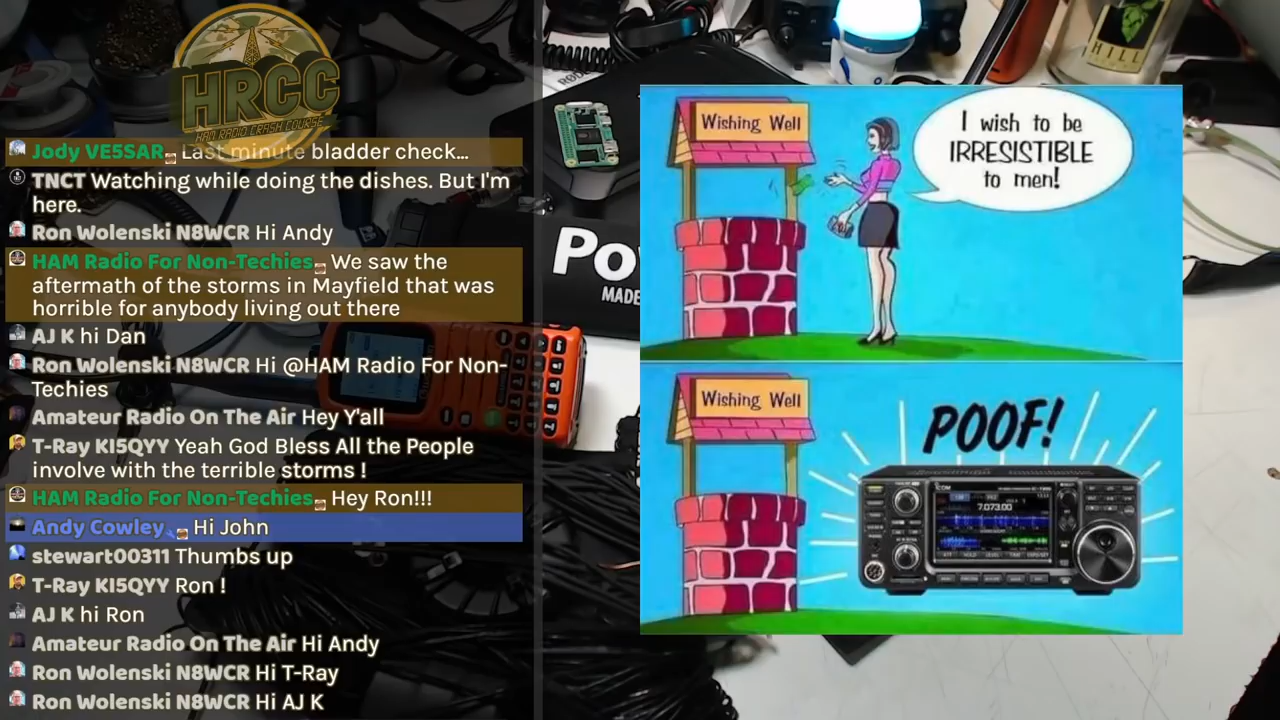 HRCC
HAM RADIO CRASH COURSE
Jody VE5SAR Last minute bladder check...
TNCT Watching while doing the dishes. But I'm
here.
Ron Wolenski N8WCR Hi Andy
HAM Radio For Non-Techies We saw the
aftermath of the storms in Mayfield that was
horrible for anybody living out there
AJ K hi Dan
Ron Wolenski N8WCR Hi @HAM Radio For Non-
Techies
Amateur Radio On The Air Hey Y'all
T-Ray KI5QYY Yeah God Bless All the People
involve with the terrible storms !
HAM Radio For Non-Techies Hey Ron!!!
Andy Cowley Hi John
stewart00311 Thumbs up
T-Ray KI5QYY Ron !
AJ K hi Ron
Amateur Radio On The Air Hi Andy
Ron Wolenski N8WCR Hi T-Ray
Ron Wolenski N8WCR Hi AJ K
HILL
Po
MADE
Wishing Well
I wish to be
IRRESISTIBLE
to men!
Wishing Well
POOF!
ICOM
7.073.00